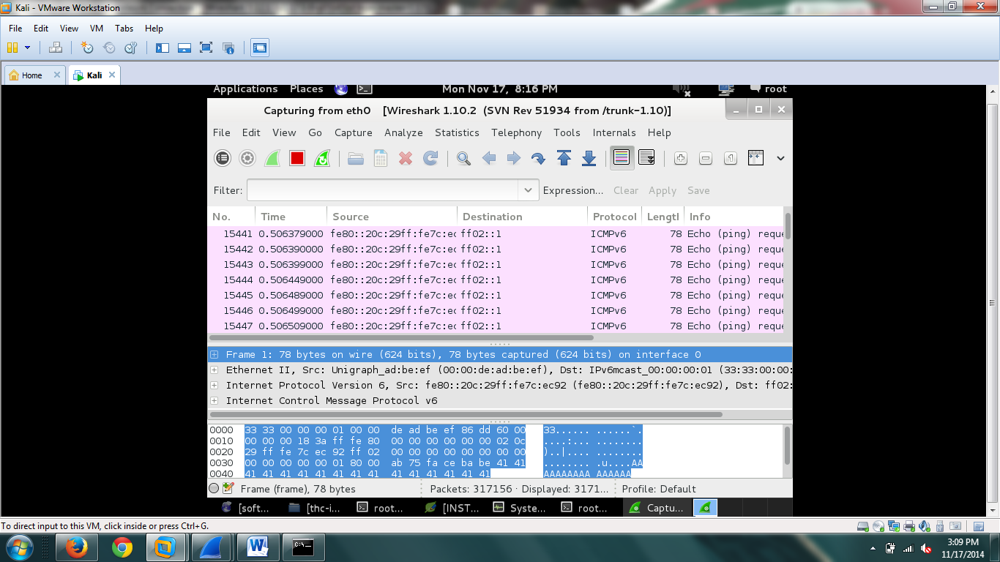 Kali - VMware Workstation
File Edit View VM Tabs Help
Home Kali
Applications Places Mon Nov 17, 8:16 PM root
Capturing from eth0 [Wireshark 1.10.2 (SVN Rev 51934 from /trunk-1.10)]
File Edit View Go Capture Analyze Statistics Telephony Tools Internals Help
Filter: Expression... Clear Apply Save
No. Time Source Destination Protocol Lengtl Info
15441 0.506379000 fe80::20c:29ff:fe7c:ec ff02::1 ICMPv6 78 Echo (ping) reque
15442 0.506390000 fe80::20c:29ff:fe7c:ec ff02::1 ICMPv6 78 Echo (ping) reque
15443 0.506399000 fe80::20c:29ff:fe7c:ec ff02::1 ICMPv6 78 Echo (ping) reque
15444 0.506449000 fe80::20c:29ff:fe7c:ec ff02::1 ICMPv6 78 Echo (ping) reque
15445 0.506489000 fe80::20c:29ff:fe7c:ec ff02::1 ICMPv6 78 Echo (ping) reque
15446 0.506499000 fe80::20c:29ff:fe7c:ec ff02::1 ICMPv6 78 Echo (ping) reque
15447 0.506509000 fe80::20c:29ff:fe7c:ec ff02::1 ICMPv6 78 Echo (ping) reque
Frame 1: 78 bytes on wire (624 bits), 78 bytes captured (624 bits) on interface 0
Ethernet II, Src: Unigraph_ad:be:ef (00:00:de:ad:be:ef), Dst: IPv6mcast_00:00:00:01 (33:33:00:00:
Internet Protocol Version 6, Src: fe80::20c:29ff:fe7c:ec92 (fe80::20c:29ff:fe7c:ec92), Dst: ff02:
Internet Control Message Protocol v6
0000 33 33 00 00 00 01 00 00 de ad be ef 86 dd 60 00 33...... ......`.
0010 00 00 00 18 3a ff fe 80 00 00 00 00 00 00 02 0c ....:... ........
0020 29 ff fe 7c ec 92 ff 02 00 00 00 00 00 00 00 00 )..|.... ........
0030 00 00 00 00 00 01 80 00 ab 75 fa ce ba be 41 41 ........ .u....AA
0040 41 41 41 41 41 41 41 41 41 41 41 41 41 41 AAAAAAAA AAAAAA
Frame (frame), 78 bytes Packets: 317156 · Displayed: 3171... Profile: Default
[soft... [thc-i... root... [INST... Syste... root... Captu...
To direct input to this VM, click inside or press Ctrl+G.
3:09 PM
11/17/2014